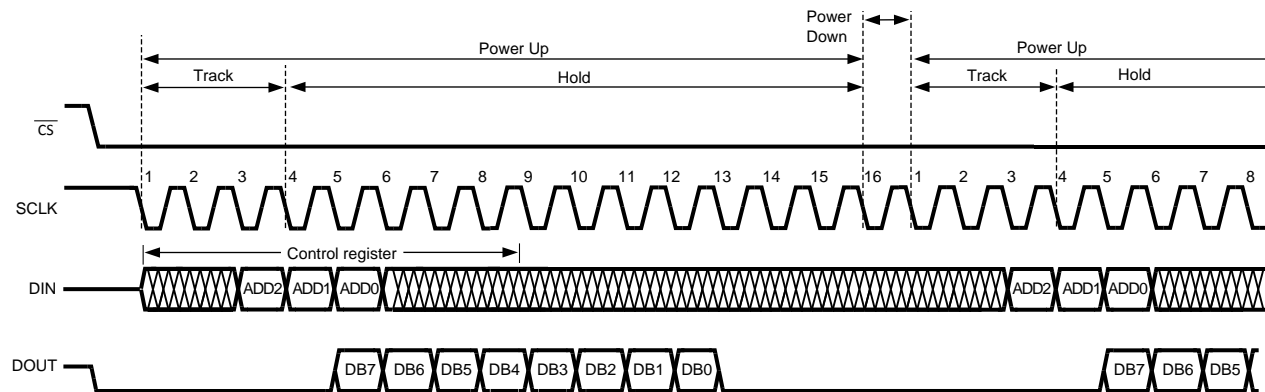 Power
Down
Power Up
Power Up
Track
Hold
Track
Hold
CS
1 2 3 4 5 6 7 8 9 10 11 12 13 14 15 16 1 2 3 4 5 6 7 8
SCLK
Control register
DIN
ADD2 ADD1 ADD0
ADD2 ADD1 ADD0
DOUT
DB7 DB6 DB5 DB4 DB3 DB2 DB1 DB0
DB7 DB6 DB5